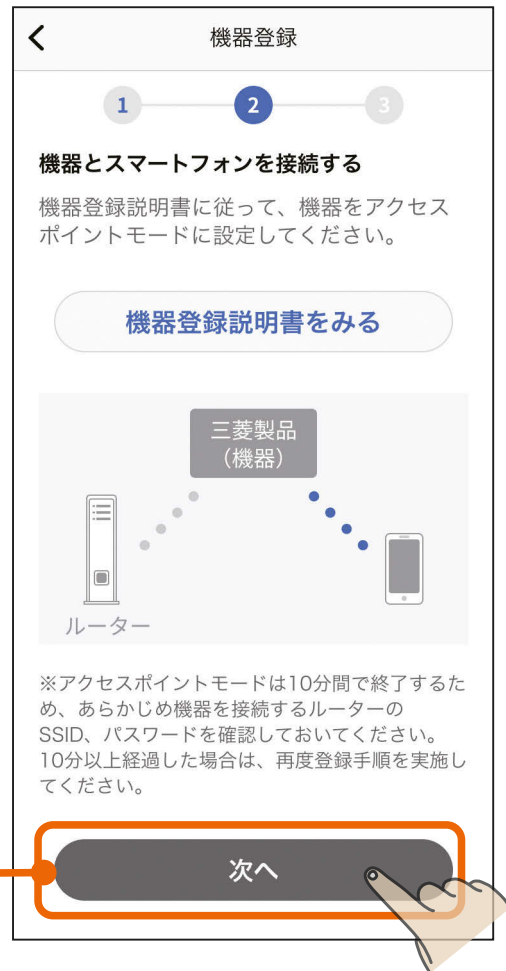 機器登録
1 2 3
機器とスマートフォンを接続する
機器登録説明書に従って、機器をアクセス
ポイントモードに設定してください。
機器登録説明書をみる
三菱製品
（機器）
ルーター
※アクセスポイントモードは10分間で終了するた
め、あらかじめ機器を接続するルーターの
SSID、パスワードを確認しておいてください。
10分以上経過した場合は、再度登録手順を実施し
てください。
次へ